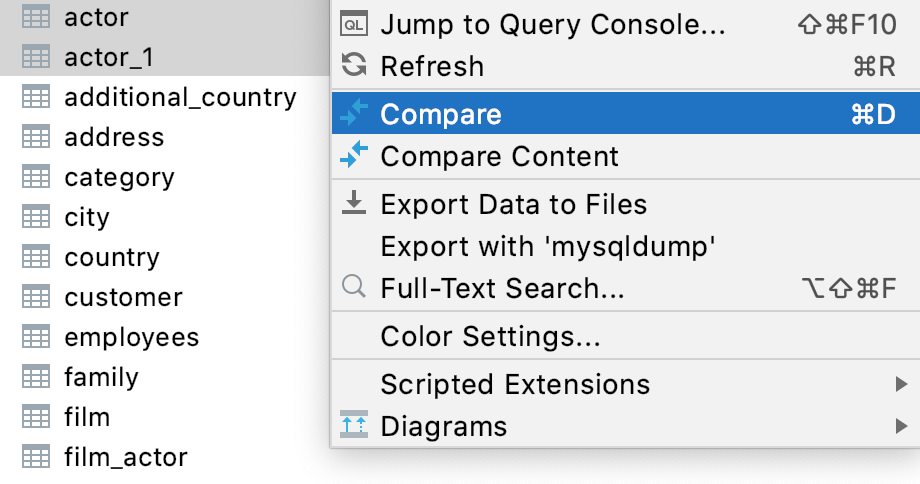 actor
actor_1
additional_country
address
category
city
country
customer
employees
family
film
film_actor
QL Jump to Query Console... ⇧⌘F10
Refresh ⌘R
Compare ⌘D
Compare Content
Export Data to Files
Export with 'mysqldump'
Full-Text Search... ⌥⇧⌘F
Color Settings...
Scripted Extensions
Diagrams